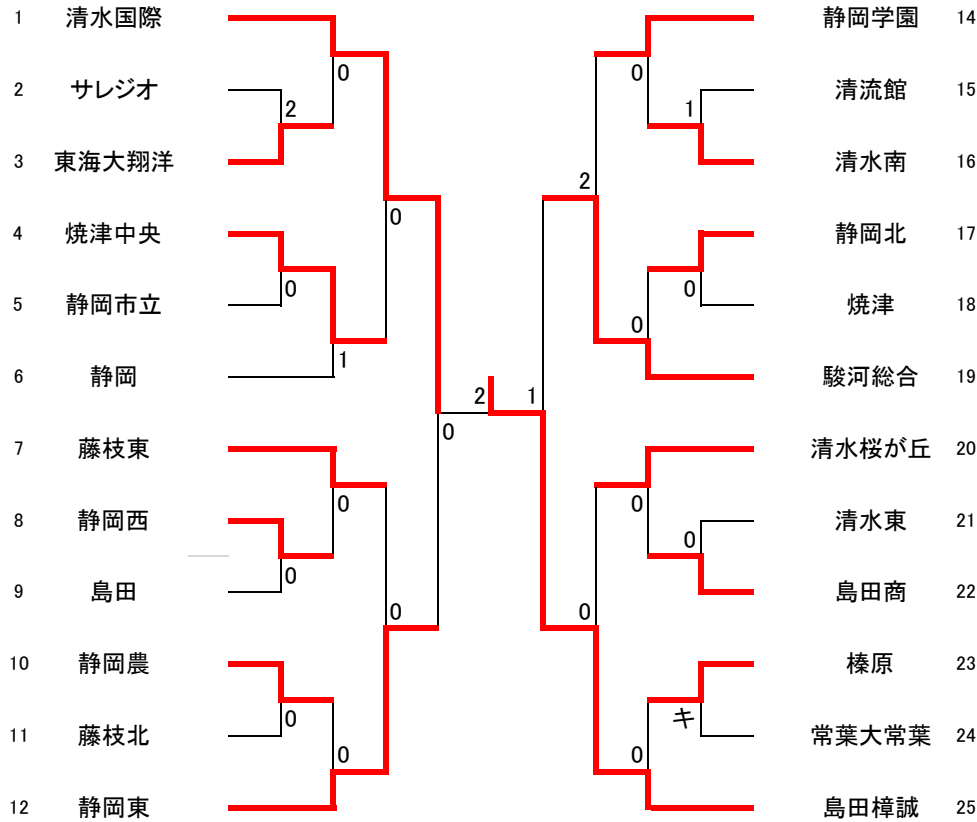 1 清水国際
0
2 サレジオ
2
3 東海大翔洋
0
4 焼津中央
0
5 静岡市立
1
6 静岡
2
0
7 藤枝東
0
8 静岡西
0
9 島田
0
10 静岡農
0
11 藤枝北
0
12 静岡東
静岡学園 14
0
清流館 15
1
清水南 16
2
静岡北 17
0
焼津 18
0
駿河総合 19
1
清水桜が丘 20
0
清水東 21
0
島田商 22
0
榛原 23
キ
常葉大常葉 24
0
島田樟誠 25